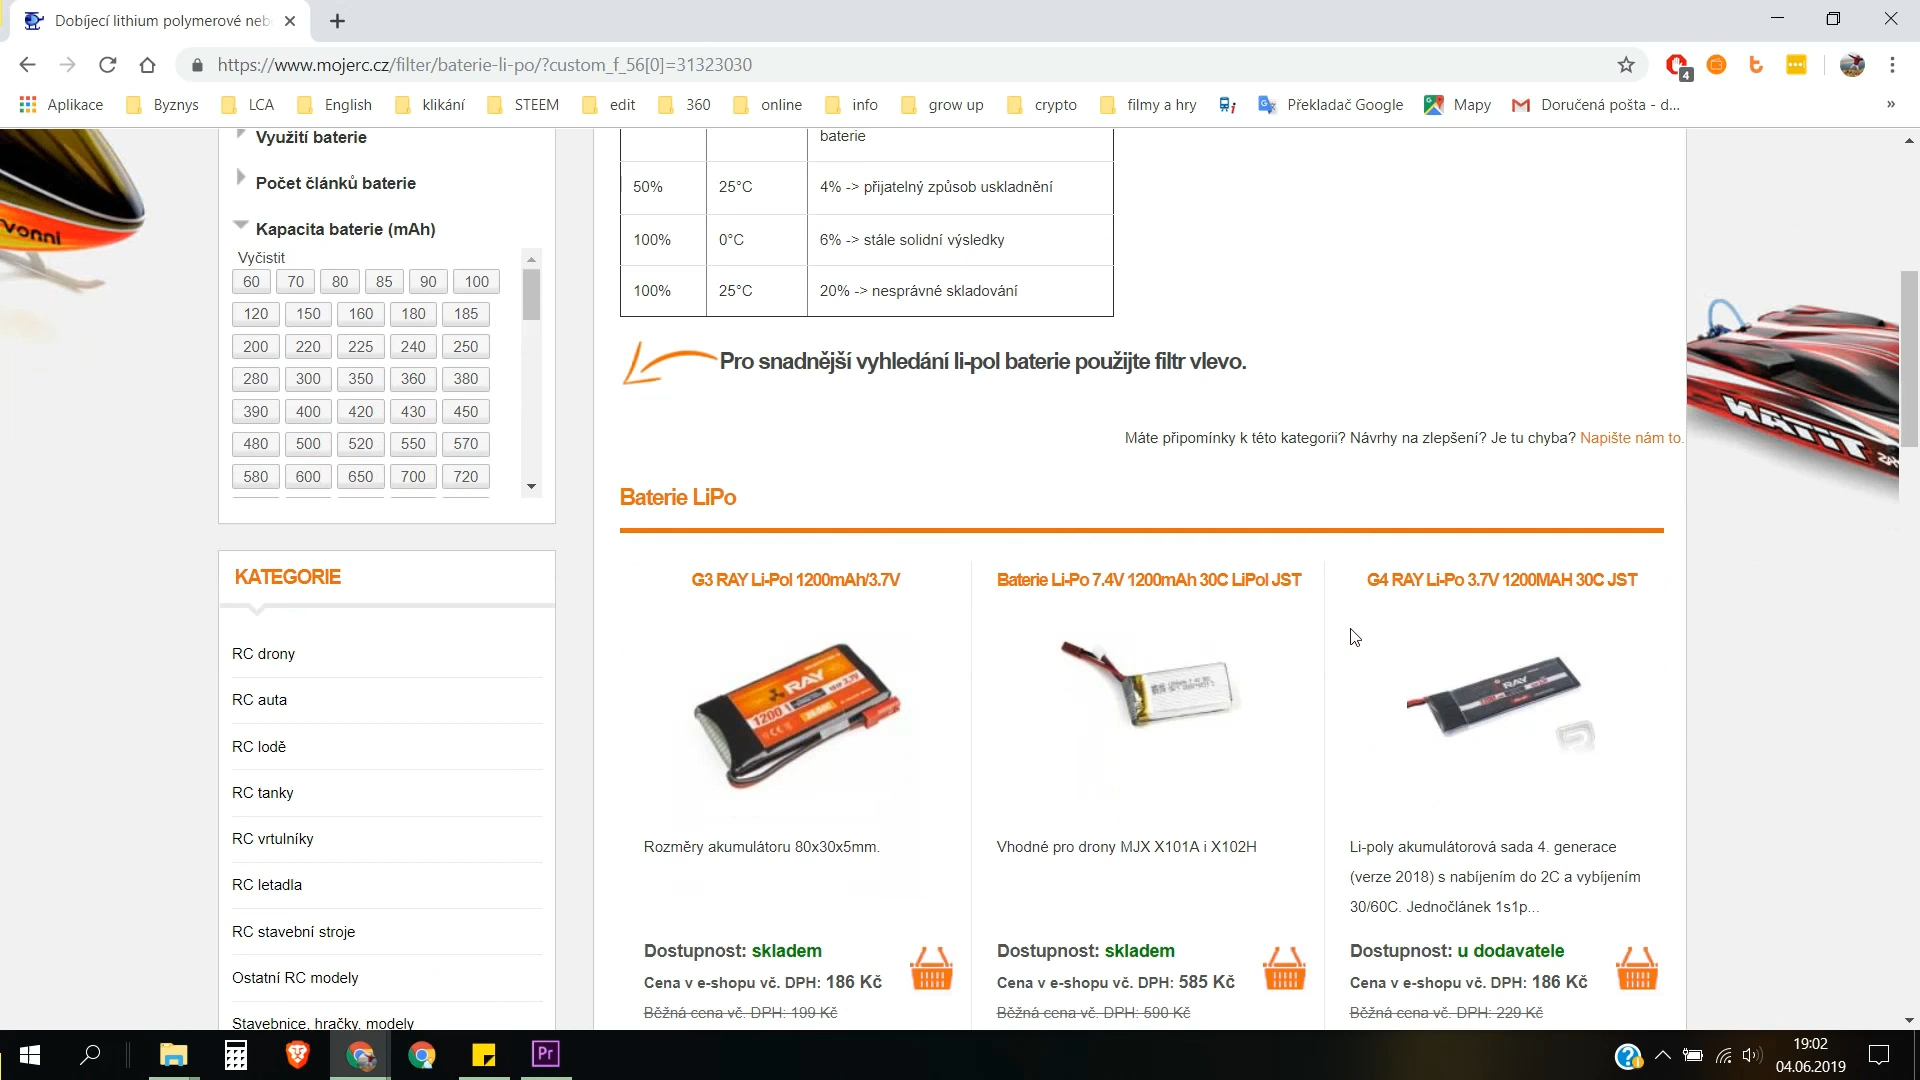 Dobíjecí lithium polymerové neb
https://www.mojerc.cz/filter/baterie-li-po/?custom_f_56[0]=31323030
4
Aplikace
Byznys
LCA
English
klikání
STEEM
edit
360
online
info
grow up
crypto
filmy a hry
Překladač Google
Mapy
Doručená pošta - d...
»
vonni
Využití baterie
Počet článků baterie
Kapacita baterie (mAh)
Vyčistit
60 70 80 85 90 100
120 150 160 180 185
200 220 225 240 250
280 300 350 360 380
390 400 420 430 450
480 500 520 550 570
580 600 650 700 720
KATEGORIE
RC drony
RC auta
RC lodě
RC tanky
RC vrtulníky
RC letadla
RC stavební stroje
Ostatní RC modely
Stavebnice, hračky, modely
baterie
50% 25°C 4% -> přijatelný způsob uskladnění
100% 0°C 6% -> stále solidní výsledky
100% 25°C 20% -> nesprávné skladování
Pro snadnější vyhledání li-pol baterie použijte filtr vlevo.
Máte připomínky k této kategorii? Návrhy na zlepšení? Je tu chyba? Napište nám to.
Baterie LiPo
G3 RAY Li-Pol 1200mAh/3.7V
RAY
1200
Rozměry akumulátoru 80x30x5mm.
Dostupnost: skladem
Cena v e-shopu vč. DPH: 186 Kč
Běžná cena vč. DPH: 199 Kč
Baterie Li-Po 7.4V 1200mAh 30C LiPol JST
Vhodné pro drony MJX X101A i X102H
Dostupnost: skladem
Cena v e-shopu vč. DPH: 585 Kč
Běžná cena vč. DPH: 590 Kč
G4 RAY Li-Po 3.7V 1200MAH 30C JST
RAY
Li-poly akumulátorová sada 4. generace
(verze 2018) s nabíjením do 2C a vybíjením
30/60C. Jednočlánek 1s1p...
Dostupnost: u dodavatele
Cena v e-shopu vč. DPH: 186 Kč
Běžná cena vč. DPH: 229 Kč
Pr
19:02
04.06.2019